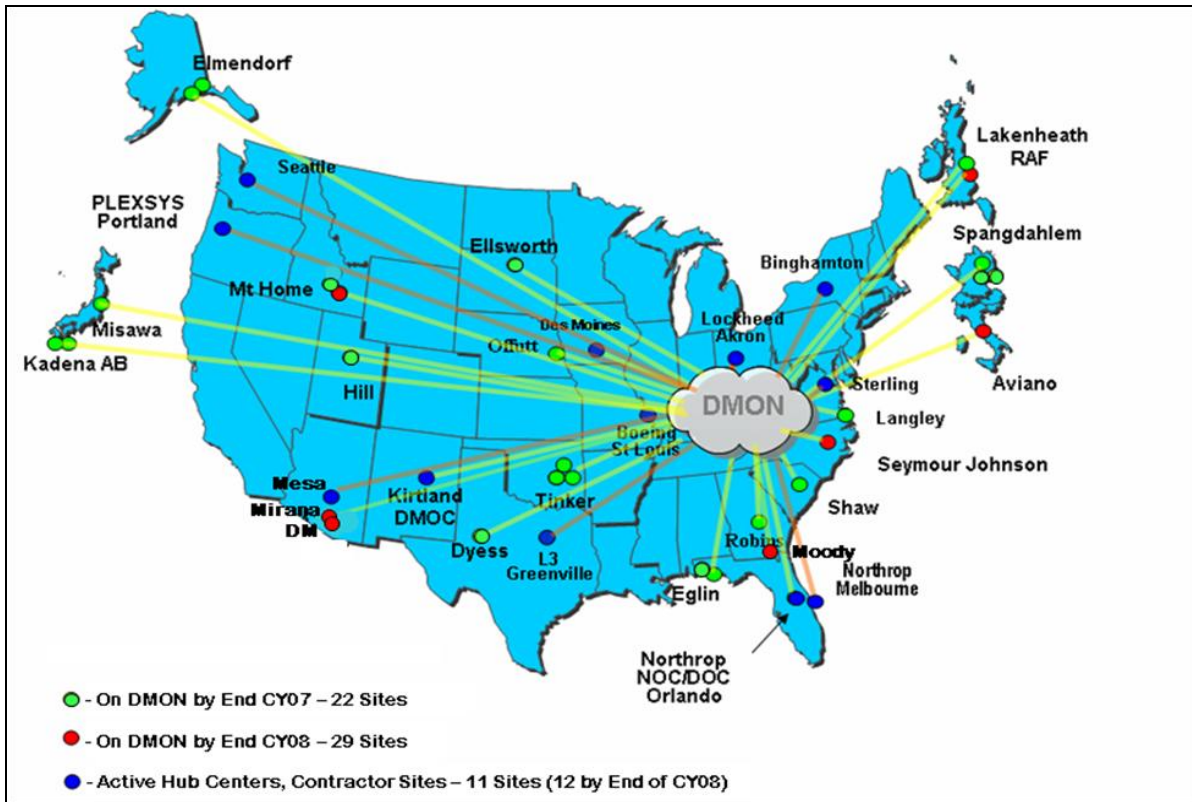 Elmendorf
Seattle
PLEXSYS
Portland
Ellsworth
Mt Home
Misawa
Kadena AB
Hill
Des Moines
Offutt
Lockheed
Akron
Binghamton
Lakenheath
RAF
Spangdahlem
Aviano
Sterling
Langley
DMON
Boeing
St Louis
Seymour Johnson
Shaw
Mesa
Mirana
DM
Kirtland
DMOC
Tinker
Dyess
L3
Greenville
Robins
Moody
Eglin
Northrop
Melbourne
Northrop
NOC/DOC
Orlando
- On DMON by End CY07 – 22 Sites
- On DMON by End CY08 – 29 Sites
- Active Hub Centers, Contractor Sites – 11 Sites (12 by End of CY08)